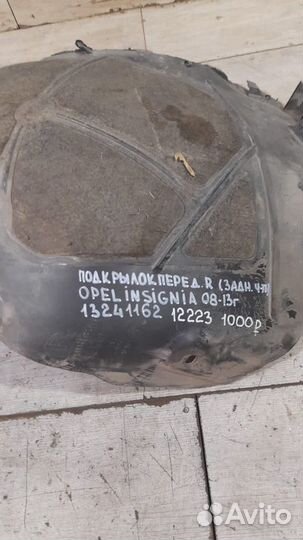 ПОДКРЫЛОК ПЕРЕД. R (ЗАДН. Ч-ТЬ)
OPEL INSIGNIA 08-13г
13241162 12223 1000р
Avito